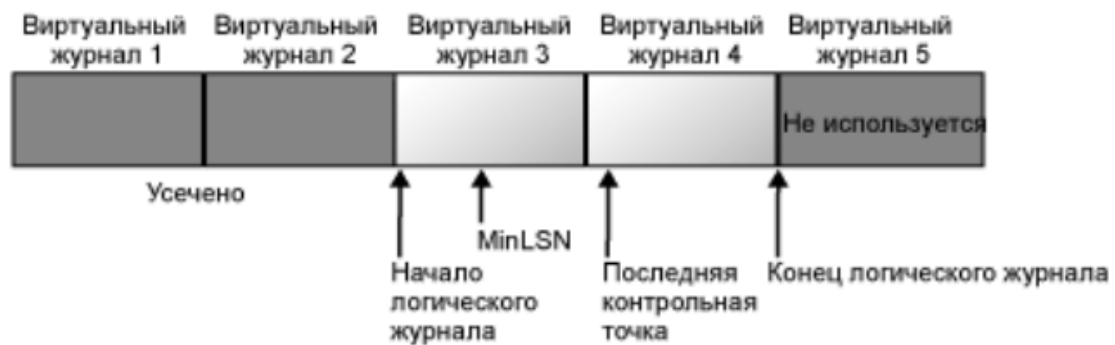 Виртуальный
журнал 1
Виртуальный
журнал 2
Виртуальный
журнал 3
Виртуальный
журнал 4
Виртуальный
журнал 5
Не используется
Усечено
MinLSN
Начало
логического
журнала
Последняя
контрольная
точка
Конец логического журнала